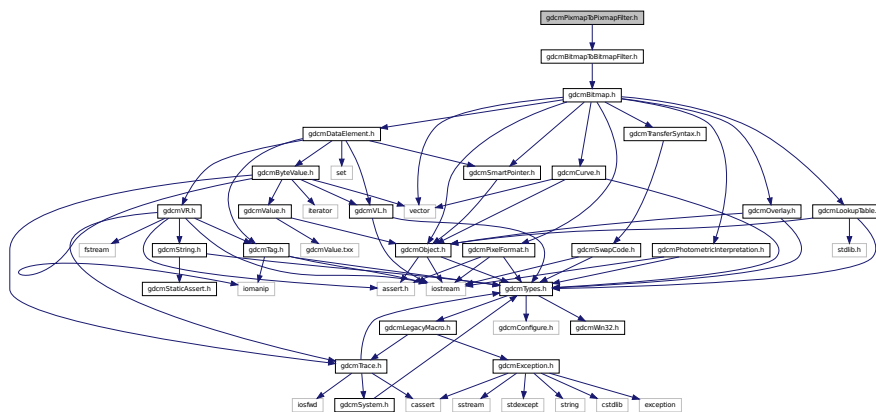 gdcmPixmapToPixmapFilter.h
gdcmBitmapToBitmapFilter.h
gdcmBitmap.h
gdcmDataElement.h
gdcmTransferSyntax.h
gdcmByteValue.h
set
gdcmSmartPointer.h
gdcmCurve.h
gdcmVR.h
gdcmValue.h
iterator
gdcmVL.h
vector
gdcmOverlay.h
gdcmLookupTable.
fstream
gdcmString.h
gdcmTag.h
gdcmValue.txx
gdcmObject.h
gdcmPixelFormat.h
gdcmSwapCode.h
gdcmPhotometricInterpretation.h
stdlib.h
gdcmStaticAssert.h
iomanip
assert.h
iostream
gdcmTypes.h
gdcmLegacyMacro.h
gdcmConfigure.h
gdcmWin32.h
gdcmTrace.h
gdcmException.h
iosfwd
gdcmSystem.h
cassert
sstream
stdexcept
string
cstdlib
exception